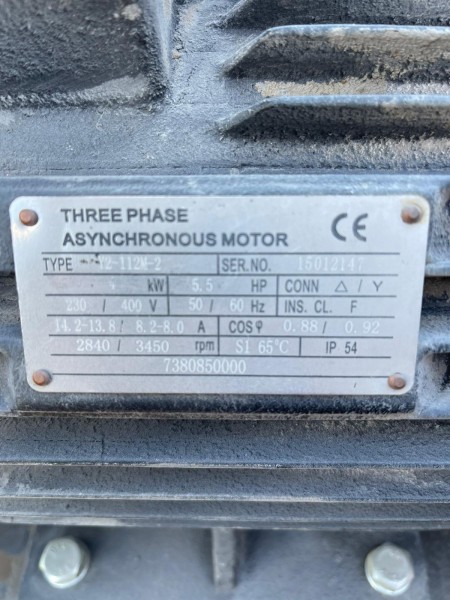 THREE PHASE
ASYNCHRONOUS MOTOR
CE
TYPE 2-112M-2 SER.NO. 15012147
kW 5.5 HP CONN △ / Y
230 / 400 V 50 / 60 Hz INS. CL. F
14.2-13.8/ 8.2-8.0 A COSφ 0.88/ 0.92
2840 / 3450 rpm S1 65℃ IP 54
7380850000